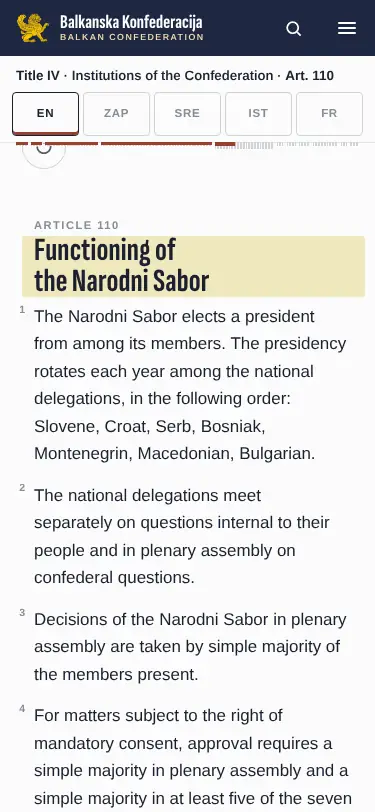 Balkanska Konfederacija
BALKAN CONFEDERATION
Title IV · Institutions of the Confederation · Art. 110
EN
ZAP
SRE
IST
FR
ARTICLE 110
Functioning of
the Narodni Sabor
1 The Narodni Sabor elects a president
from among its members. The presidency
rotates each year among the national
delegations, in the following order:
Slovene, Croat, Serb, Bosniak,
Montenegrin, Macedonian, Bulgarian.
2 The national delegations meet
separately on questions internal to their
people and in plenary assembly on
confederal questions.
3 Decisions of the Narodni Sabor in plenary
assembly are taken by simple majority of
the members present.
4 For matters subject to the right of
mandatory consent, approval requires a
simple majority in plenary assembly and a
simple majority in at least five of the seven